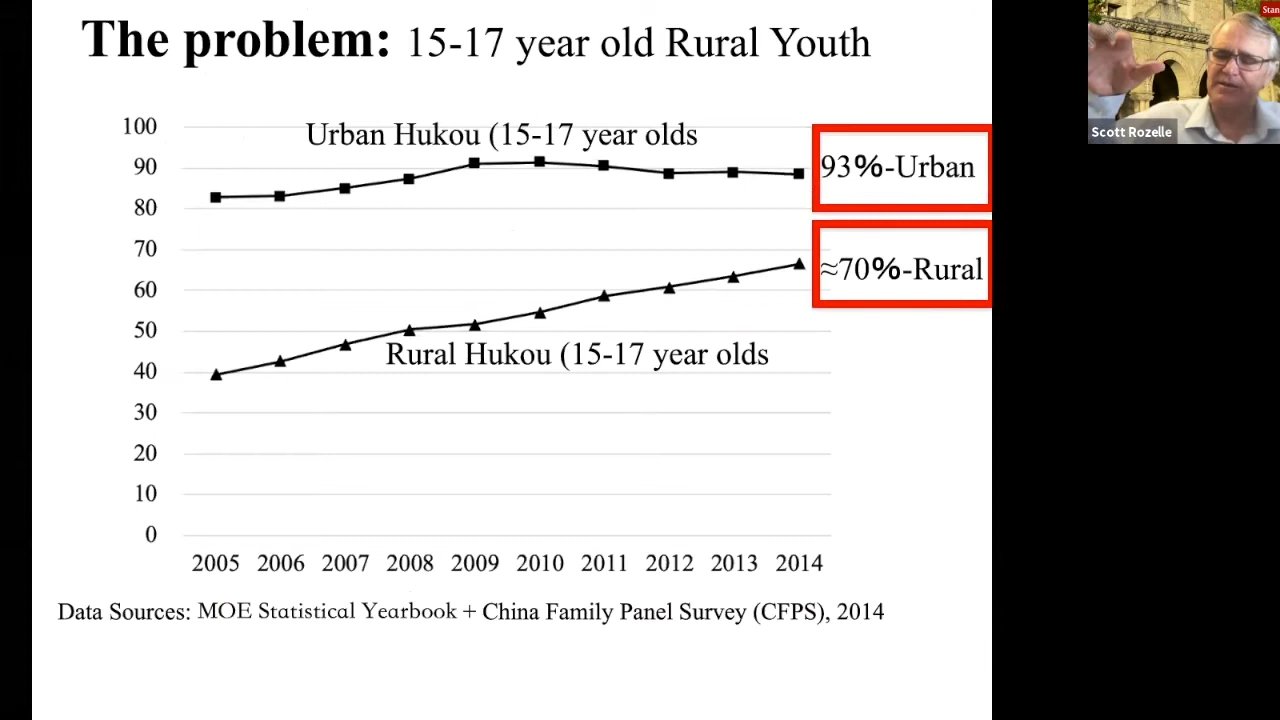 The problem: 15-17 year old Rural Youth
Stan
Scott Rozelle
100
Urban Hukou (15-17 year olds
93%-Urban
90
80
70
≈70%-Rural
60
50
Rural Hukou (15-17 year olds
40
30
20
10
0
2005 2006 2007 2008 2009 2010 2011 2012 2013 2014
Data Sources: MOE Statistical Yearbook + China Family Panel Survey (CFPS), 2014